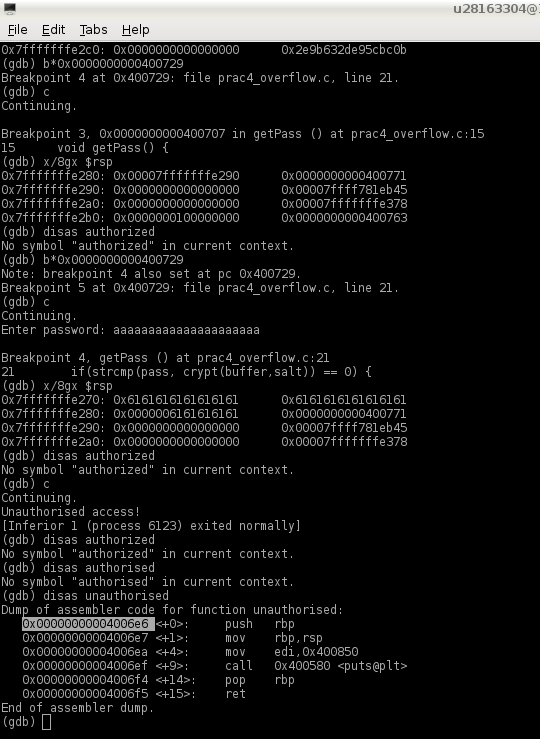 u28163304@
File Edit Tabs Help
0x7fffffffe2c0: 0x0000000000000000 0x2e9b632de95cbc0b
(gdb) b*0x0000000000400729
Breakpoint 4 at 0x400729: file prac4_overflow.c, line 21.
(gdb) c
Continuing.
Breakpoint 3, 0x0000000000400707 in getPass () at prac4_overflow.c:15
15 void getPass() {
(gdb) x/8gx $rsp
0x7fffffffe280: 0x00007fffffffe290 0x0000000000400771
0x7fffffffe290: 0x0000000000000000 0x00007ffff781eb45
0x7fffffffe2a0: 0x0000000000000000 0x00007fffffffe378
0x7fffffffe2b0: 0x0000000100000000 0x0000000000400763
(gdb) disas authorized
No symbol "authorized" in current context.
(gdb) b*0x0000000000400729
Note: breakpoint 4 also set at pc 0x400729.
Breakpoint 5 at 0x400729: file prac4_overflow.c, line 21.
(gdb) c
Continuing.
Enter password: aaaaaaaaaaaaaaaaaaaaa
Breakpoint 4, getPass () at prac4_overflow.c:21
21 if(strcmp(pass, crypt(buffer,salt)) == 0) {
(gdb) x/8gx $rsp
0x7fffffffe270: 0x6161616161616161 0x6161616161616161
0x7fffffffe280: 0x0000006161616161 0x0000000000400771
0x7fffffffe290: 0x0000000000000000 0x00007ffff781eb45
0x7fffffffe2a0: 0x0000000000000000 0x00007fffffffe378
(gdb) disas authorized
No symbol "authorized" in current context.
(gdb) c
Continuing.
Unauthorised access!
[Inferior 1 (process 6123) exited normally]
(gdb) disas authorized
No symbol "authorized" in current context.
(gdb) disas authorised
No symbol "authorised" in current context.
(gdb) disas unauthorised
Dump of assembler code for function unauthorised:
0x00000000004006e6 <+0>: push rbp
0x00000000004006e7 <+1>: mov rbp,rsp
0x00000000004006ea <+4>: mov edi,0x400850
0x00000000004006ef <+9>: call 0x400580 <puts@plt>
0x00000000004006f4 <+14>: pop rbp
0x00000000004006f5 <+15>: ret
End of assembler dump.
(gdb)